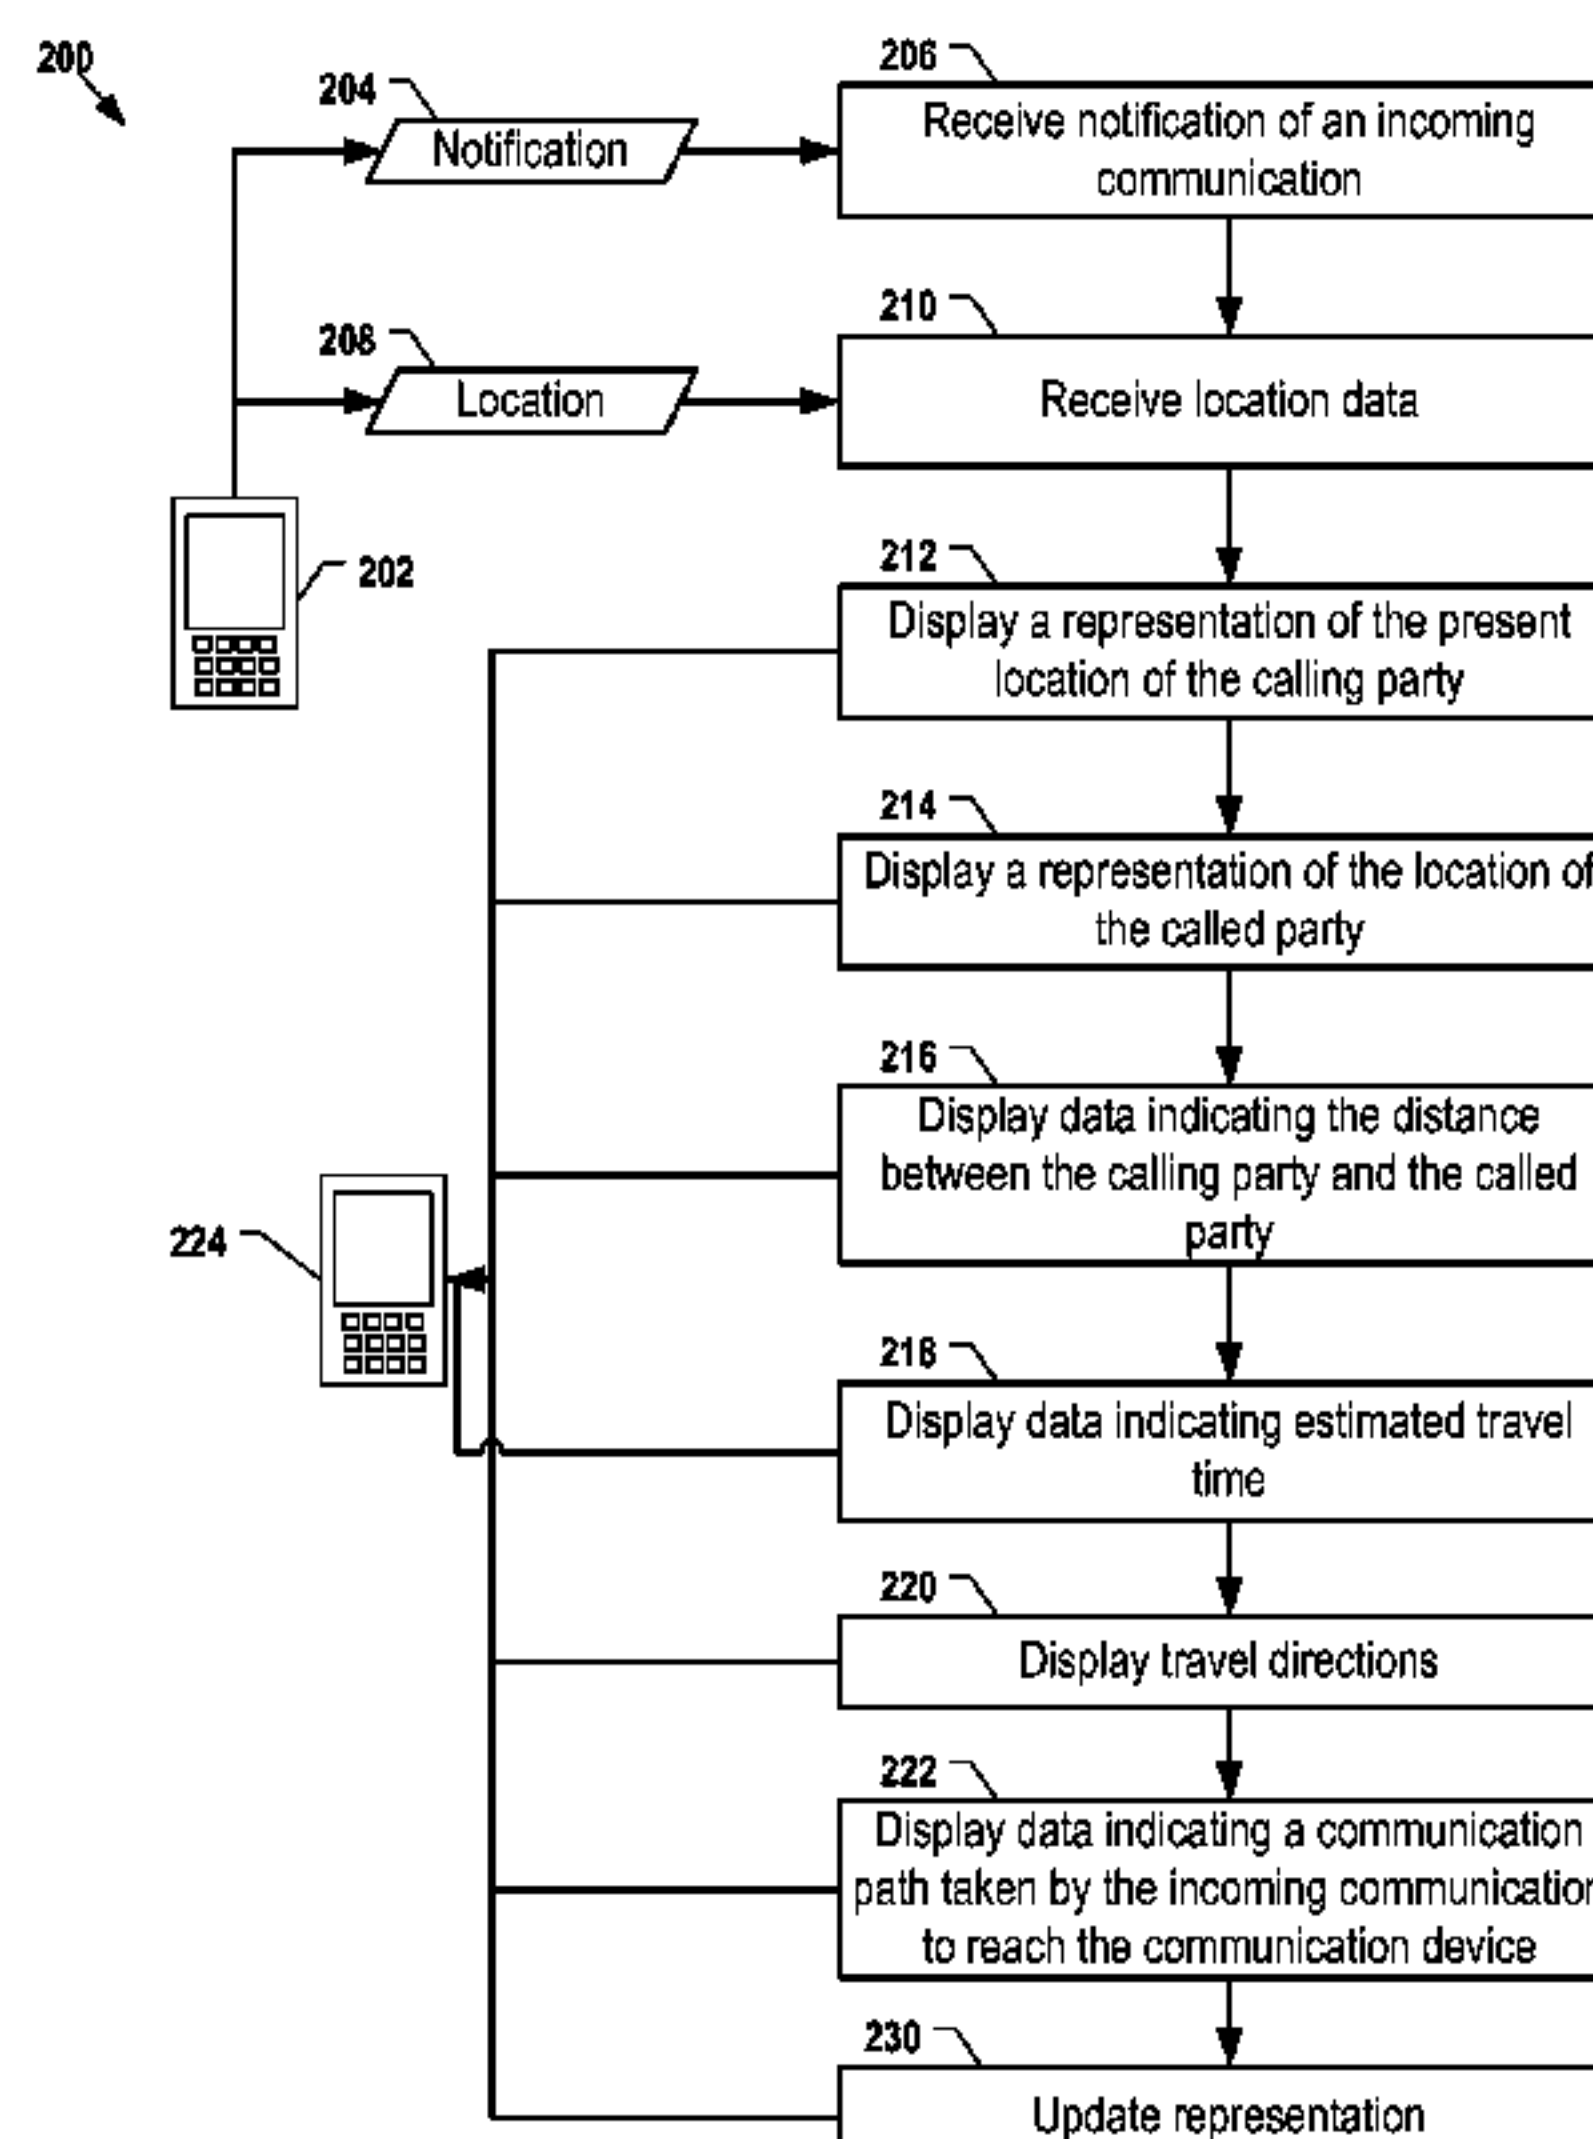 200
204
Notification
206
Receive notification of an incoming
communication
208
Location
210
Receive location data
202
212
Display a representation of the present
location of the calling party
214
Display a representation of the location of
the called party
216
Display data indicating the distance
between the calling party and the called
party
224
218
Display data indicating estimated travel
time
220
Display travel directions
222
Display data indicating a communication
path taken by the incoming communication
to reach the communication device
230
Update representation